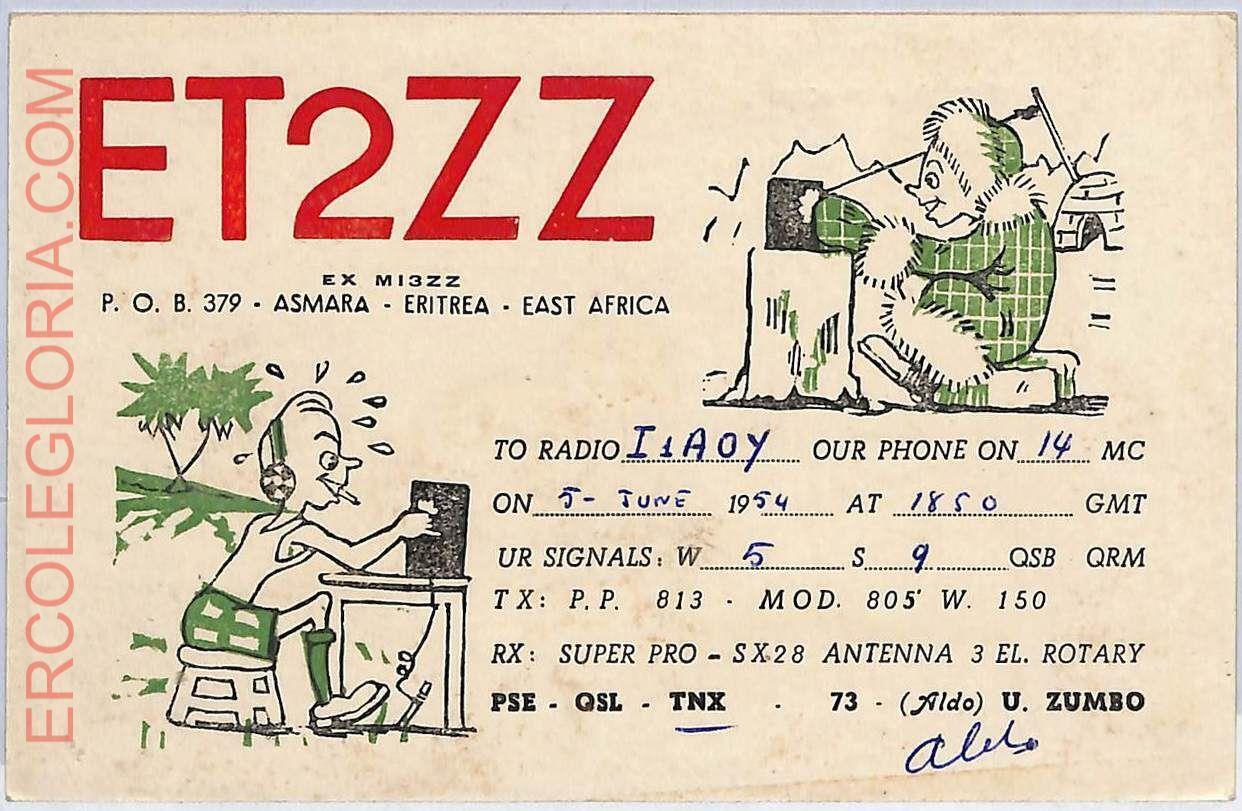 ET2ZZ
EX MI3ZZ
P. O. B. 379 - ASMARA - ERITREA - EAST AFRICA
TO RADIO I1AOY OUR PHONE ON 14 MC
ON 5- JUNE 1954 AT 1850 GMT
UR SIGNALS: W 5 S 9 QSB QRM
TX: P.P. 813 - MOD. 805' W. 150
RX: SUPER PRO - SX28 ANTENNA 3 EL. ROTARY
PSE - QSL - TNX - 73 - (Aldo) U. ZUMBO
Aldo
ERCOLEGLORIA.COM